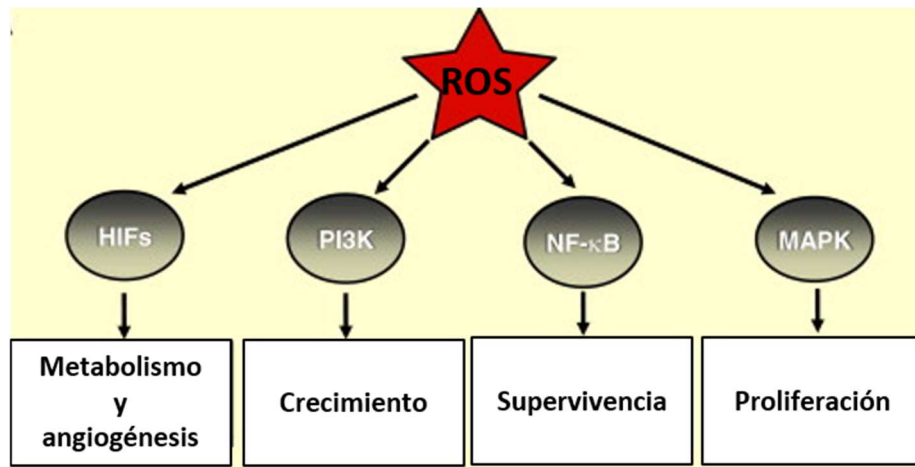 ROS
HIFs
PI3K
NF-κB
MAPK
Metabolismo
y
angiogénesis
Crecimiento
Supervivencia
Proliferación